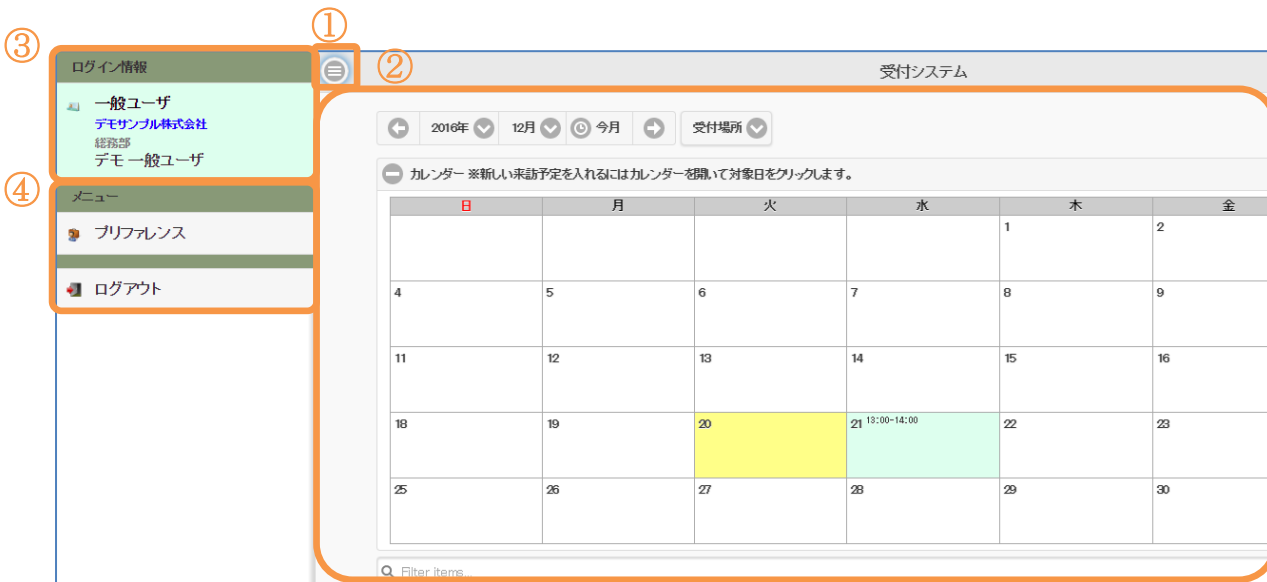 ①
③
②
ログイン情報
受付システム
一般ユーザ
デモサンプル株式会社
総務部
デモ 一般ユーザ
④
メニュー
プリファレンス
ログアウト
2016年 12月 今月 受付場所
カレンダー ※新しい来訪予定を入れるにはカレンダーを開いて対象日をクリックします。
日 月 火 水 木 金
1 2
4 5 6 7 8 9
11 12 13 14 15 16
18 19 20 21 13:00-14:00 22 23
25 26 27 28 29 30
Filter items...